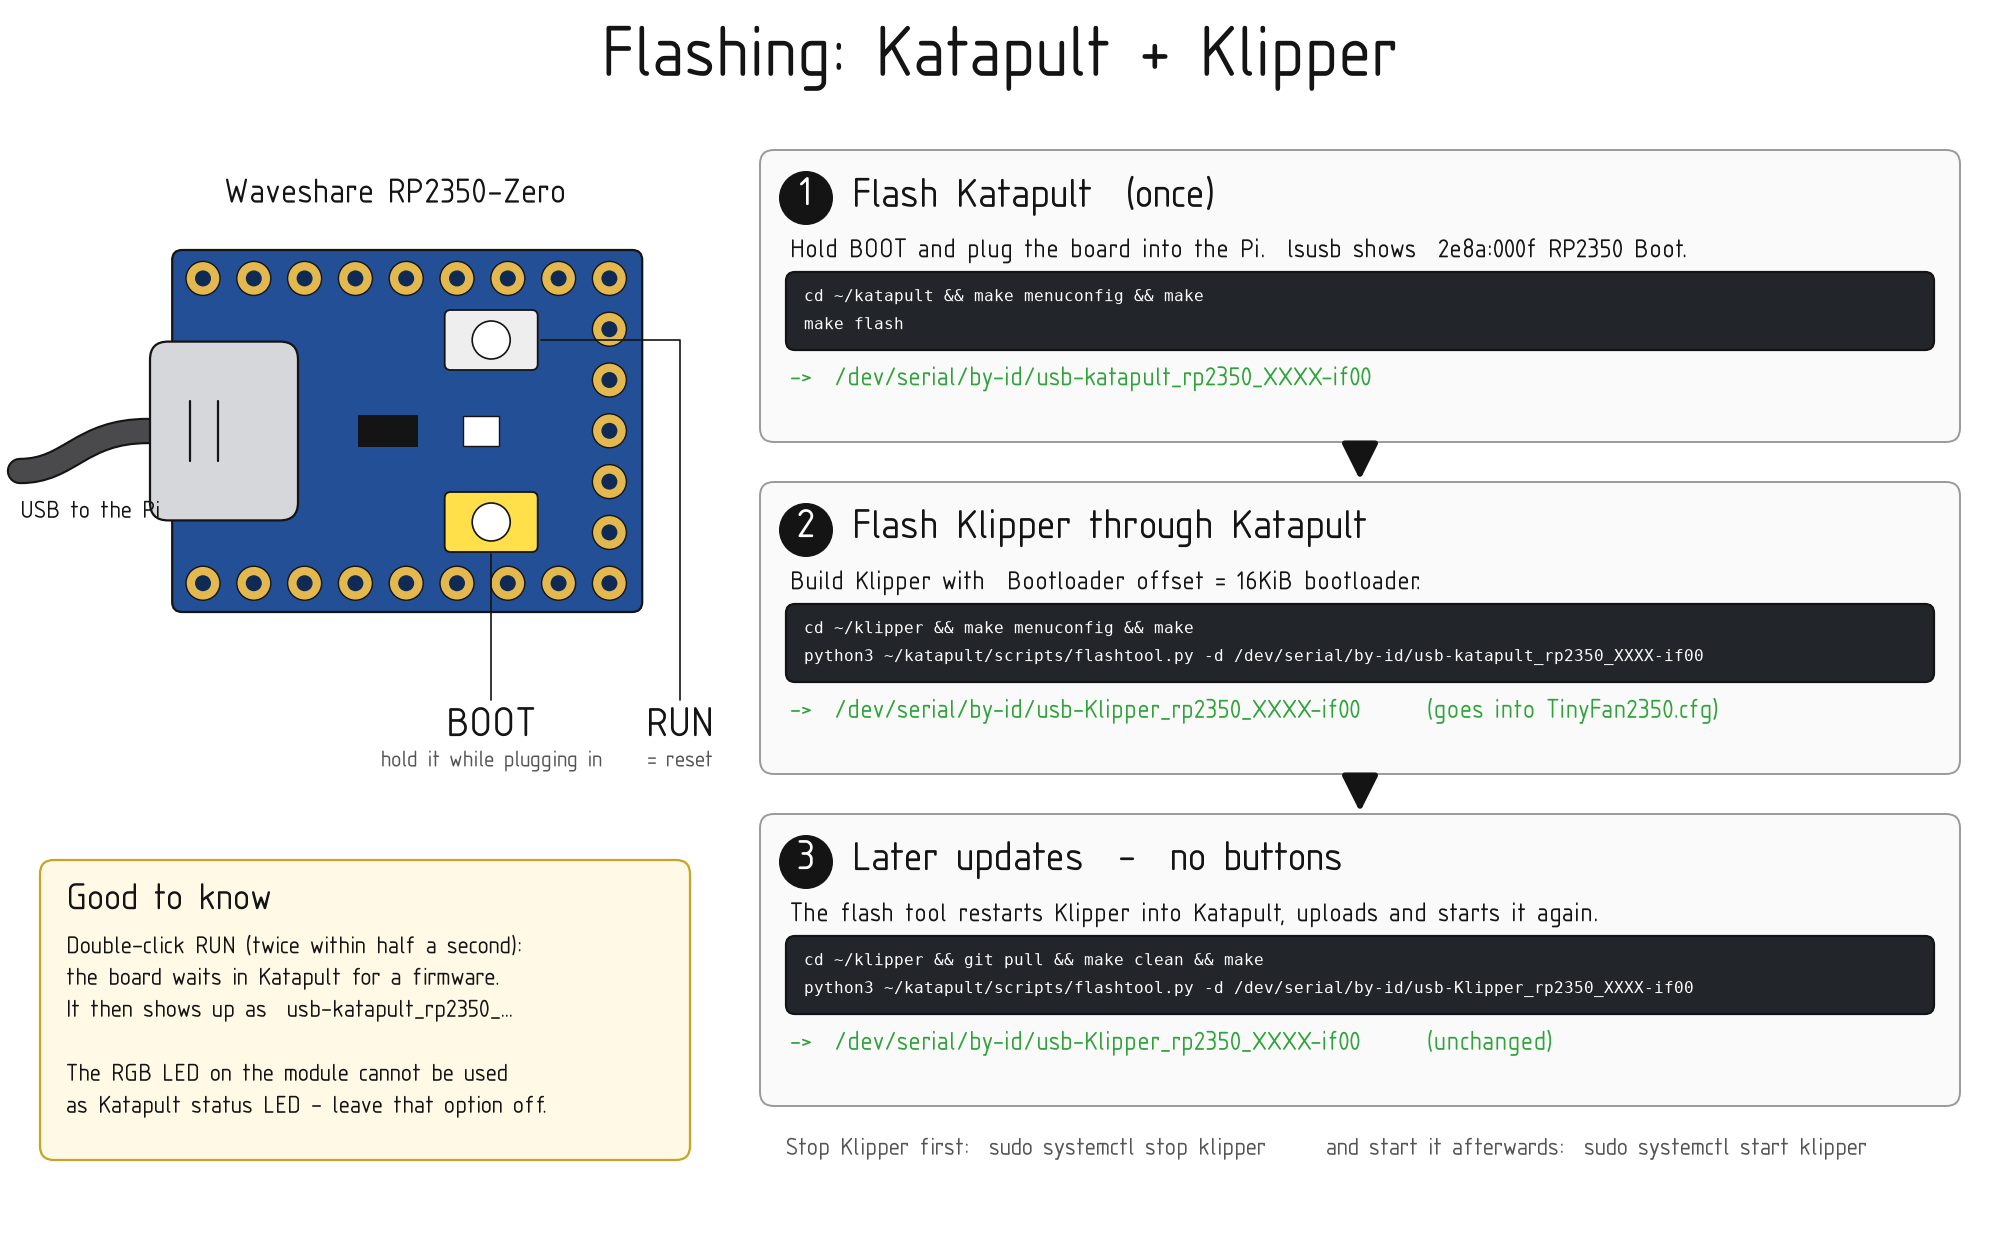 Flashing: Katapult + Klipper
Waveshare RP2350-Zero
USB to the Pi
BOOT
hold it while plugging in
RUN
= reset
Good to know
Double-click RUN (twice within half a second):
the board waits in Katapult for a firmware.
It then shows up as usb-katapult_rp2350_...
The RGB LED on the module cannot be used
as Katapult status LED - leave that option off.
1 Flash Katapult (once)
Hold BOOT and plug the board into the Pi. lsusb shows 2e8a:000f RP2350 Boot.
cd ~/katapult && make menuconfig && make
make flash
-> /dev/serial/by-id/usb-katapult_rp2350_XXXX-if00
2 Flash Klipper through Katapult
Build Klipper with Bootloader offset = 16KiB bootloader.
cd ~/klipper && make menuconfig && make
python3 ~/katapult/scripts/flashtool.py -d /dev/serial/by-id/usb-katapult_rp2350_XXXX-if00
-> /dev/serial/by-id/usb-Klipper_rp2350_XXXX-if00 (goes into TinyFan2350.cfg)
3 Later updates - no buttons
The flash tool restarts Klipper into Katapult, uploads and starts it again.
cd ~/klipper && git pull && make clean && make
python3 ~/katapult/scripts/flashtool.py -d /dev/serial/by-id/usb-Klipper_rp2350_XXXX-if00
-> /dev/serial/by-id/usb-Klipper_rp2350_XXXX-if00 (unchanged)
Stop Klipper first: sudo systemctl stop klipper and start it afterwards: sudo systemctl start klipper